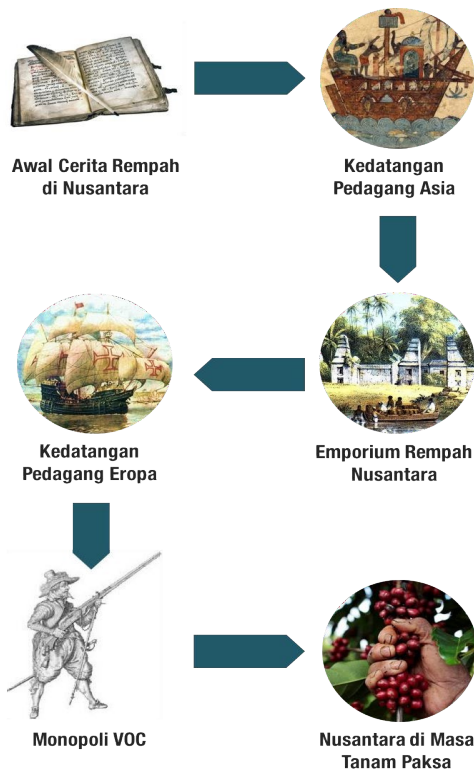 Awal Cerita Rempah
di Nusantara
Kedatangan
Pedagang Asia
Emporium Rempah
Nusantara
Kedatangan
Pedagang Eropa
Monopoli VOC
Nusantara di Masa
Tanam Paksa